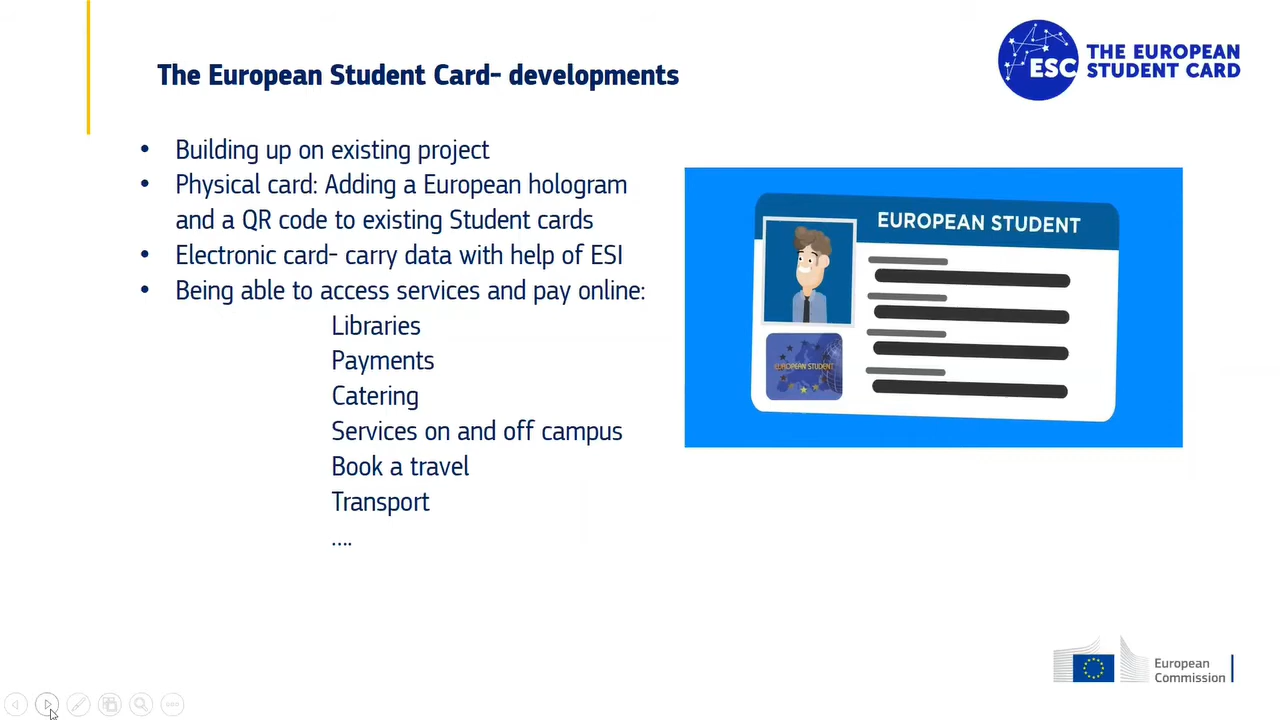 The European Student Card- developments
ESC
THE EUROPEAN
STUDENT CARD
• Building up on existing project
• Physical card: Adding a European hologram
and a QR code to existing Student cards
• Electronic card- carry data with help of ESI
• Being able to access services and pay online:
Libraries
Payments
Catering
Services on and off campus
Book a travel
Transport
....
EUROPEAN STUDENT
EUROPEAN STUDENT
European
Commission